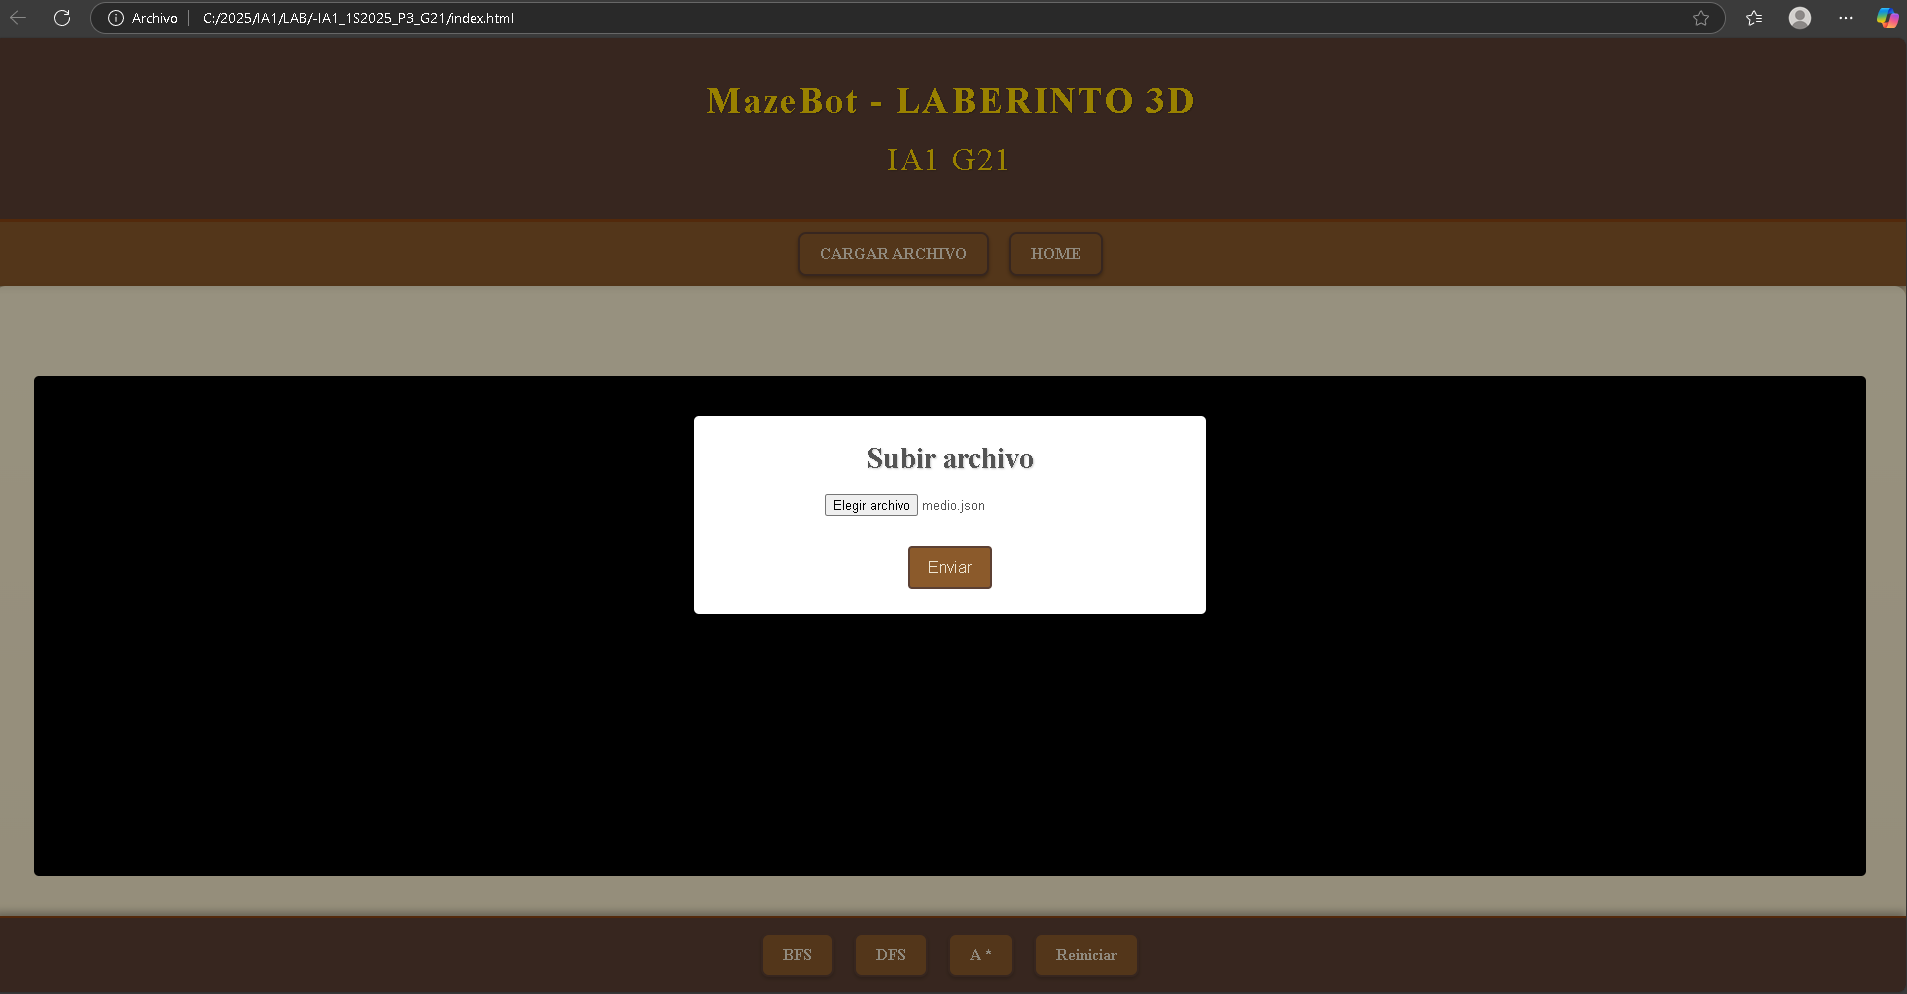 Archivo C:/2025/IA1/LAB/-IA1_1S2025_P3_G21/index.html
MazeBot - LABERINTO 3D
IA1 G21
CARGAR ARCHIVO HOME
Subir archivo
Elegir archivo medio.json
Enviar
BFS DFS A * Reiniciar